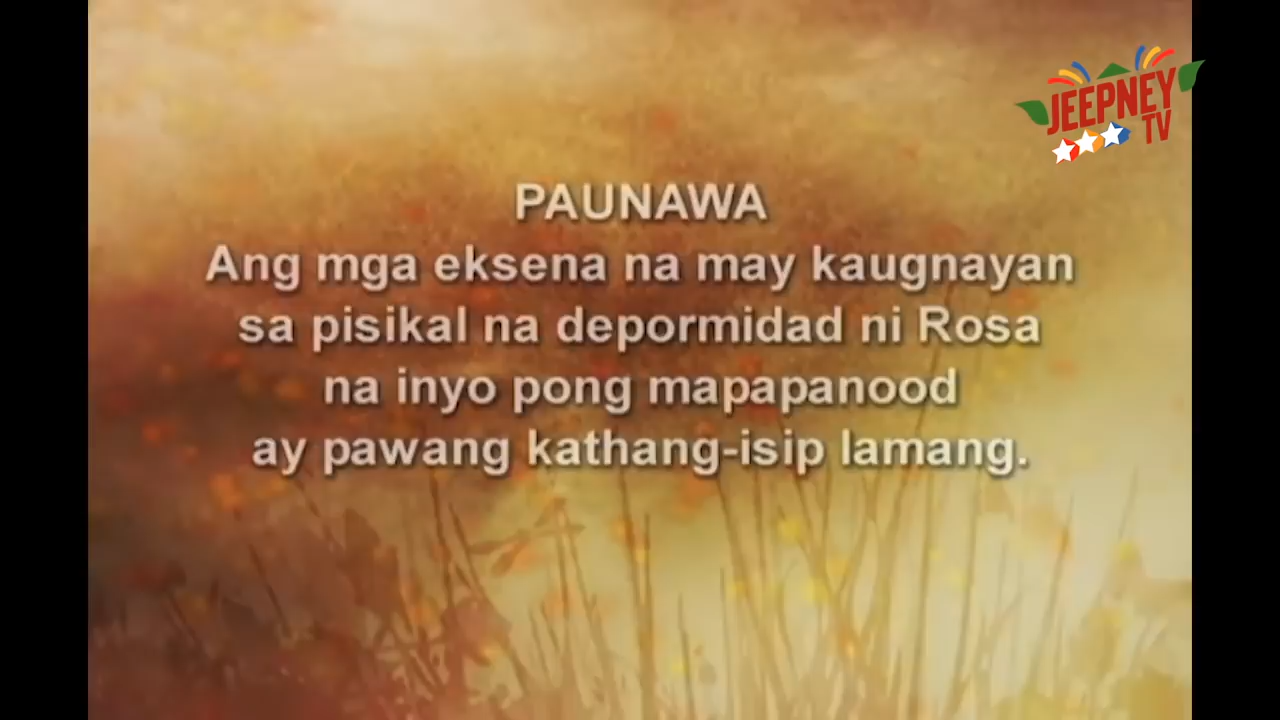 JEEPNEY
TV
PAUNAWA
Ang mga eksena na may kaugnayan
sa pisikal na depormidad ni Rosa
na inyo pong mapapanood
ay pawang kathang-isip lamang.